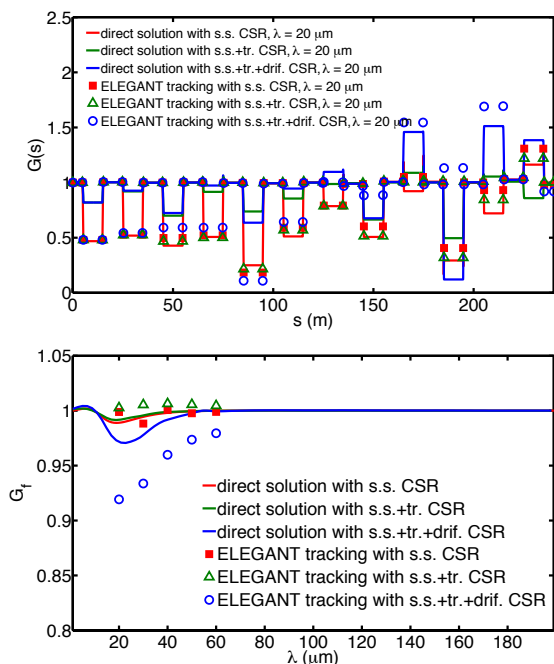 2.5
direct solution with s.s. CSR, λ = 20 μm
direct solution with s.s.+tr. CSR, λ = 20 μm
2
direct solution with s.s.+tr.+drif. CSR, λ = 20 μm
ELEGANT tracking with s.s. CSR, λ = 20 μm
ELEGANT tracking with s.s.+tr. CSR, λ = 20 μm
1.5
ELEGANT tracking with s.s.+tr.+drif. CSR, λ = 20 μm
G(s)
1
0.5
0
0 50 100 150 200
s (m)
1.05
1
0.95
G_f
0.9
0.85
0.8
direct solution with s.s. CSR
direct solution with s.s.+tr. CSR
direct solution with s.s.+tr.+drif. CSR
ELEGANT tracking with s.s. CSR
ELEGANT tracking with s.s.+tr. CSR
ELEGANT tracking with s.s.+tr.+drif. CSR
20 40 60 80 100 120 140 160 180
λ (μm)